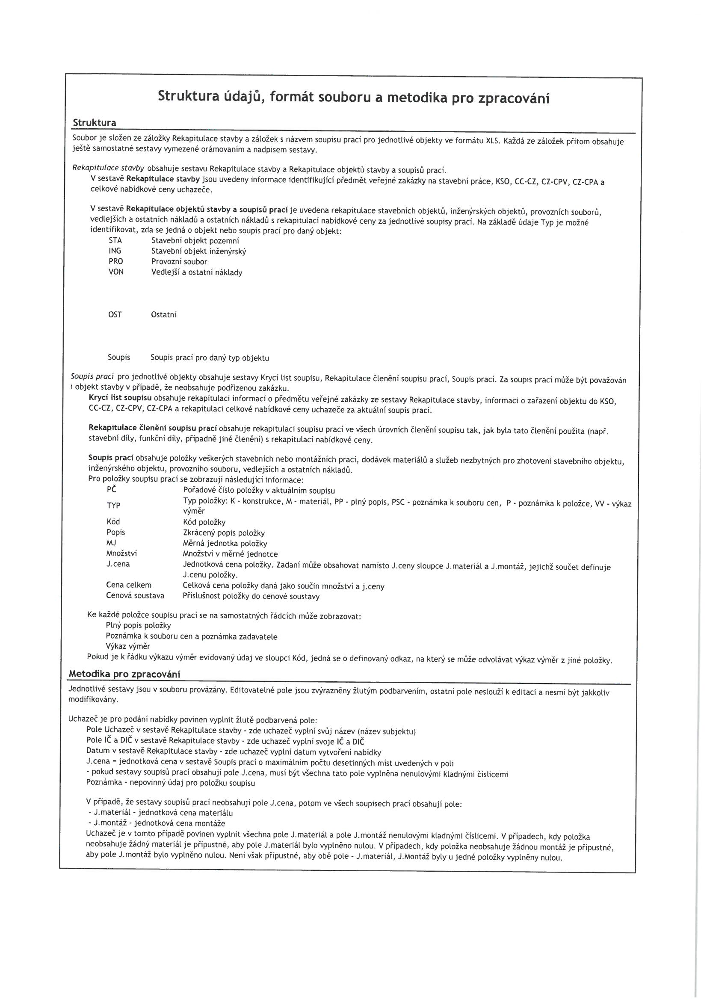 Struktura údajů, formát souboru a metodika pro zpracování
Struktura
Soubor je složen ze záložky Rekapitulace stavby a záložek s názvem soupisu prací pro jednotlivé objekty ve formátu XLS. Každá ze záložek přitom obsahuje
ještě samostatné sestavy vymezené orámovaním a nadpisem sestavy.
Rekapitulace stavby obsahuje sestavu Rekapitulace stavby a Rekapitulace objektů stavby a soupisů prací.
V sestavě Rekapitulace stavby jsou uvedeny informace identifikující předmět veřejné zakázky na stavební práce, KSO, CC-CZ, CZ-CPV, CZ-CPA a
celkové nabídkové ceny uchazeče.
V sestavě Rekapitulace objektů stavby a soupisů prací je uvedena rekapitulace stavebních objektů, inženýrských objektů, provozních souborů,
vedlejších a ostatních nákladů a ostatních nákladů s rekapitulací nabídkové ceny za jednotlivé soupisy prací. Na základě údaje Typ je možné
identifikovat, zda se jedná o objekt nebo soupis prací pro daný objekt:
STA Stavební objekt pozemní
ING Stavební objekt inženýrský
PRO Provozní soubor
VON Vedlejší a ostatní náklady
OST Ostatní
Soupis Soupis prací pro daný typ objektu
Soupis prací pro jednotlivé objekty obsahuje sestavy Krycí list soupisu, Rekapitulace členění soupisu prací, Soupis prací. Za soupis prací může být považován
i objekt stavby v případě, že neobsahuje podřízenou zakázku.
Krycí list soupisu obsahuje rekapitulaci informací o předmětu veřejné zakázky ze sestavy Rekapitulace stavby, informaci o zařazení objektu do KSO,
CC-CZ, CZ-CPV, CZ-CPA a rekapitulaci celkové nabídkové ceny uchazeče za aktuální soupis prací.
Rekapitulace členění soupisu prací obsahuje rekapitulaci soupisu prací ve všech úrovních členění soupisu tak, jak byla tato členění použita (např.
stavební díly, funkční díly, případně jiné členění) s rekapitulací nabídkové ceny.
Soupis prací obsahuje položky veškerých stavebních nebo montážních prací, dodávek materiálů a služeb nezbytných pro zhotovení stavebního objektu,
inženýrského objektu, provozního souboru, vedlejších a ostatních nákladů.
Pro položky soupisu prací se zobrazují následující informace:
PČ Pořadové číslo položky v aktuálním soupisu
TYP Typ položky: K - konstrukce, M - materiál, PP - plný popis, PSC - poznámka k souboru cen, P - poznámka k položce, VV - výkaz
výměr
Kód Kód položky
Popis Zkrácený popis položky
MJ Měrná jednotka položky
Množství Množství v měrné jednotce
J.cena Jednotková cena položky. Zadaní může obsahovat namísto J.ceny sloupce J.materiál a J.montáž, jejichž součet definuje
J.cenu položky.
Cena celkem Celková cena položky daná jako součin množství a j.ceny
Cenová soustava Příslušnost položky do cenové soustavy
Ke každé položce soupisu prací se na samostatných řádcích může zobrazovat:
Plný popis položky
Poznámka k souboru cen a poznámka zadavatele
Výkaz výměr
Pokud je k řádku výkazu výměr evidovaný údaj ve sloupci Kód, jedná se o definovaný odkaz, na který se může odvolávat výkaz výměr z jiné položky.
Metodika pro zpracování
Jednotlivé sestavy jsou v souboru provázány. Editovatelné pole jsou zvýrazněny žlutým podbarvením, ostatní pole neslouží k editaci a nesmí být jakkoliv
modifikovány.
Uchazeč je pro podání nabídky povinen vyplnit žlutě podbarvená pole:
Pole Uchazeč v sestavě Rekapitulace stavby - zde uchazeč vyplní svůj název (název subjektu)
Pole IČ a DIČ v sestavě Rekapitulace stavby - zde uchazeč vyplní svoje IČ a DIČ
Datum v sestavě Rekapitulace stavby - zde uchazeč vyplní datum vytvoření nabídky
J.cena = jednotková cena v sestavě Soupis prací o maximálním počtu desetinných míst uvedených v poli
- pokud sestavy soupisů prací obsahují pole J.cena, musí být všechna tato pole vyplněna nenulovými kladnými číslicemi
Poznámka - nepovinný údaj pro položku soupisu
V případě, že sestavy soupisů prací neobsahují pole J.cena, potom ve všech soupisech prací obsahují pole:
- J.materiál - jednotková cena materiálu
- J.montáž - jednotková cena montáže
Uchazeč je v tomto případě povinen vyplnit všechna pole J.materiál a pole J.montáž nenulovými kladnými číslicemi. V případech, kdy položka
neobsahuje žádný materiál je přípustné, aby pole J.materiál bylo vyplněno nulou. V případech, kdy položka neobsahuje žádnou montáž je přípustné,
aby pole J.montáž bylo vyplněno nulou. Není však přípustné, aby obě pole - J.materiál, J.Montáž byly u jedné položky vyplněny nulou.